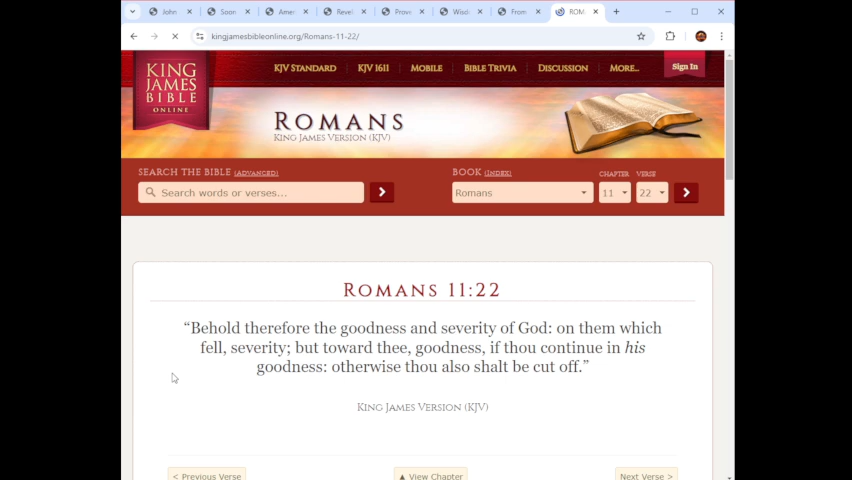 John
Soon
Amer
Revel
Prove
Wisd
From
ROM
kingjamesbibleonline.org/Romans-11-22/
KING
JAMES
BIBLE
ONLINE
KJV STANDARD
KJV 1611
MOBILE
BIBLE TRIVIA
DISCUSSION
MORE...
Sign In
ROMANS
KING JAMES VERSION (KJV)
SEARCH THE BIBLE (ADVANCED)
BOOK (INDEX)
CHAPTER
VERSE
Search words or verses...
Romans
11
22
ROMANS 11:22
“Behold therefore the goodness and severity of God: on them which
fell, severity; but toward thee, goodness, if thou continue in his
goodness: otherwise thou also shalt be cut off.”
KING JAMES VERSION (KJV)
< Previous Verse
▲ View Chapter
Next Verse >